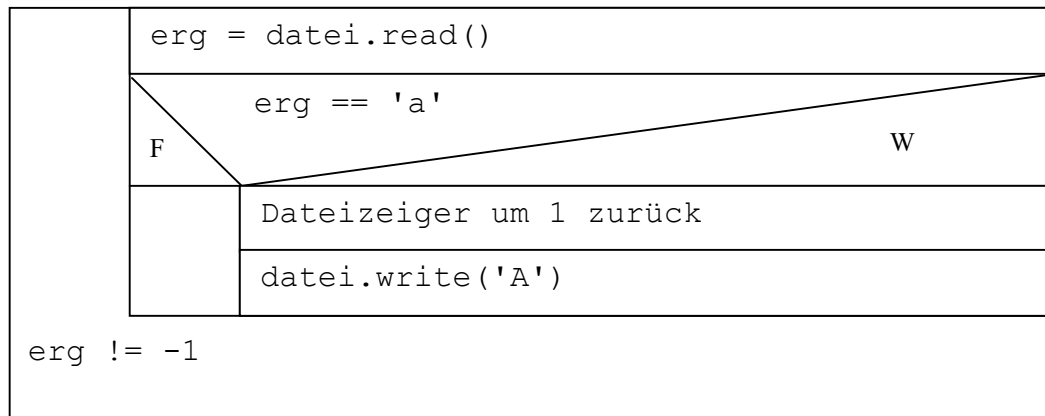 erg = datei.read()
erg == 'a'
F
W
Dateizeiger um 1 zurück
datei.write('A')
erg != -1